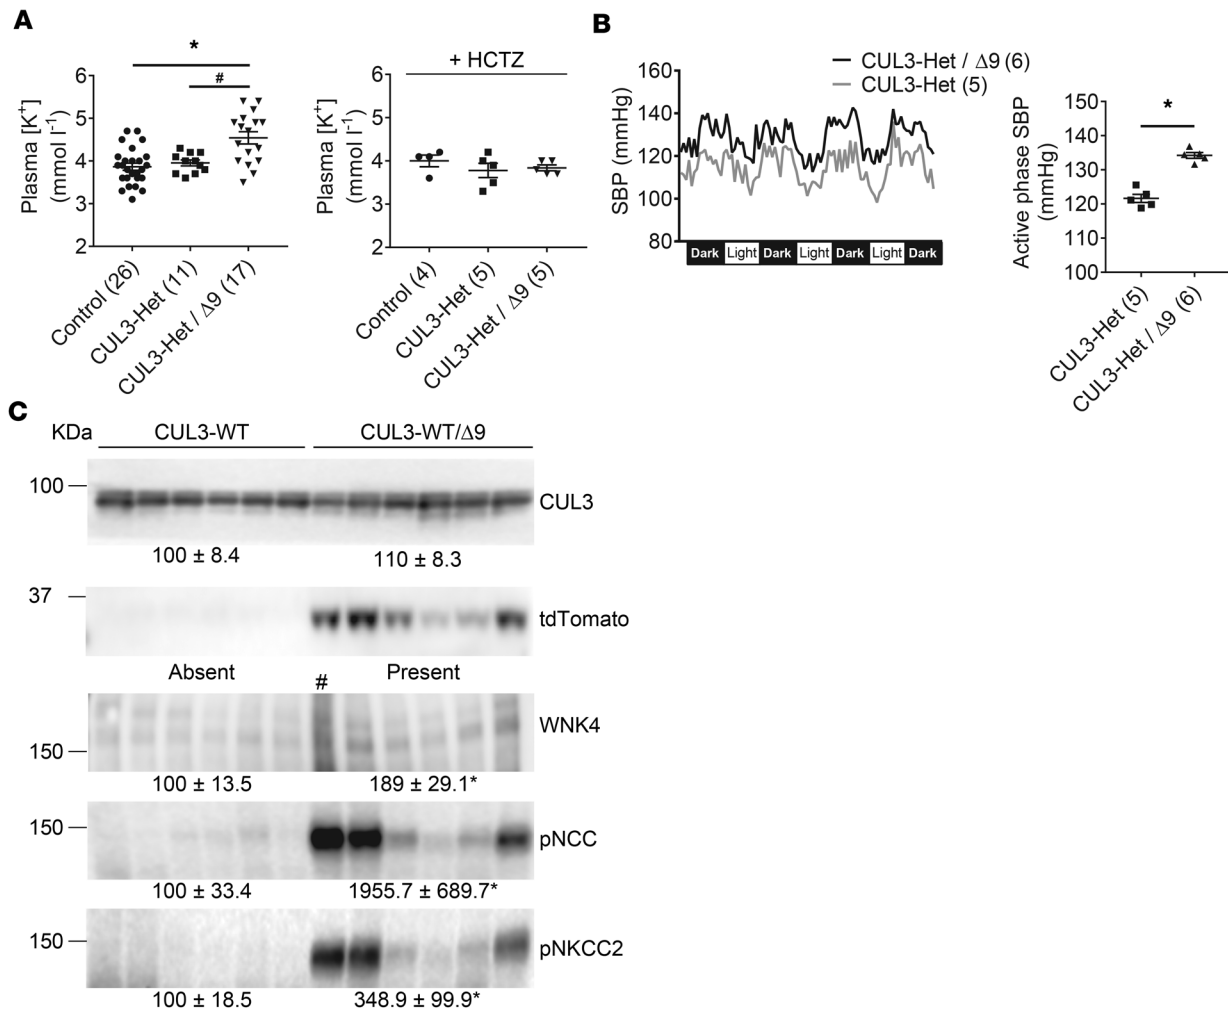 A
*
#
6
5
4
3
2
Plasma [K+]
(mmol l-1)
Control (26)
CUL3-Het (11)
CUL3-Het / Δ9 (17)
+ HCTZ
6
5
4
3
2
Plasma [K+]
(mmol l-1)
Control (4)
CUL3-Het (5)
CUL3-Het / Δ9 (5)
B
CUL3-Het / Δ9 (6)
CUL3-Het (5)
160
140
120
100
80
SBP (mmHg)
Dark Light Dark Light Dark Light Dark
*
150
140
130
120
110
100
Active phase SBP
(mmHg)
CUL3-Het (5)
CUL3-Het / Δ9 (6)
C
KDa CUL3-WT CUL3-WT/Δ9
100 CUL3
100 ± 8.4 110 ± 8.3
37 tdTomato
Absent Present
#
WNK4
150
100 ± 13.5 189 ± 29.1*
150 pNCC
100 ± 33.4 1955.7 ± 689.7*
150 pNKCC2
100 ± 18.5 348.9 ± 99.9*